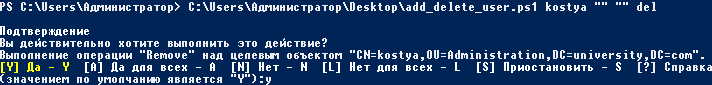 PS C:\Users\Администратор> C:\Users\Администратор\Desktop\add_delete_user.ps1 kostya "" "" del
Подтверждение
Вы действительно хотите выполнить это действие?
Выполнение операции "Remove" над целевым объектом "CN=kostya,OU=Administration,DC=university,DC=com".
[Y] Да - Y [A] Да для всех - A [N] Нет - N [L] Нет для всех - L [S] Приостановить - S [?] Справка
(значением по умолчанию является "Y"):y